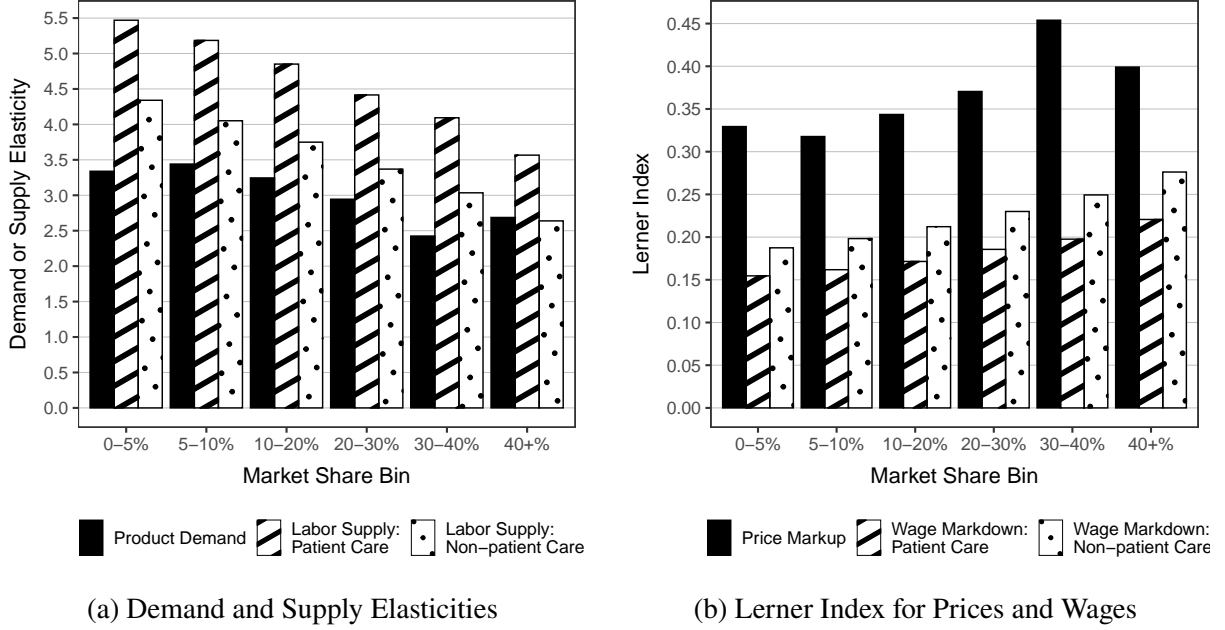 Demand or Supply Elasticity
5.5
5.0
4.5
4.0
3.5
3.0
2.5
2.0
1.5
1.0
0.5
0.0
0−5%
5−10%
10−20%
20−30%
30−40%
40+%
Market Share Bin
Product Demand
Labor Supply:
Patient Care
Labor Supply:
Non−patient Care
(a) Demand and Supply Elasticities
Lerner Index
0.45
0.40
0.35
0.30
0.25
0.20
0.15
0.10
0.05
0.00
0−5%
5−10%
10−20%
20−30%
30−40%
40+%
Market Share Bin
Price Markup
Wage Markdown:
Patient Care
Wage Markdown:
Non−patient Care
(b) Lerner Index for Prices and Wages